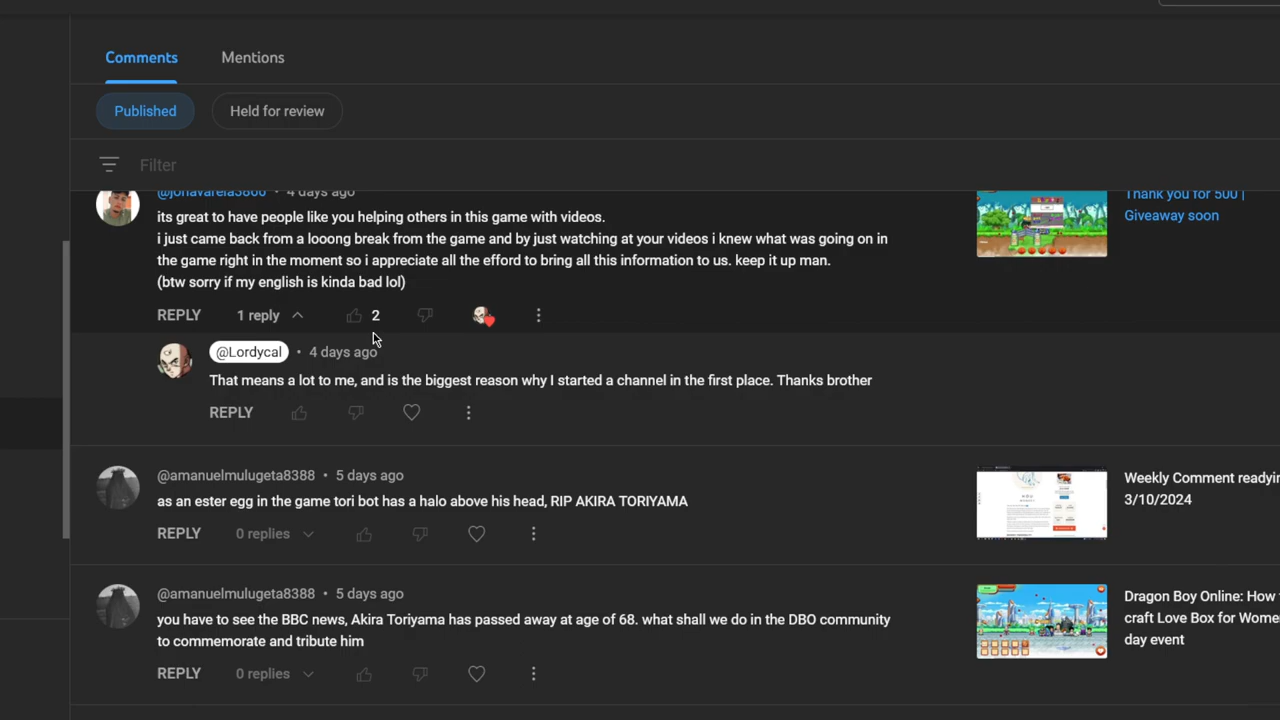 Comments
Mentions
Published
Held for review
Filter
@jonavarela3860 • 4 days ago
its great to have people like you helping others in this game with videos.
i just came back from a looong break from the game and by just watching at your videos i knew what was going on in
the game right in the moment so i appreciate all the efford to bring all this information to us. keep it up man.
(btw sorry if my english is kinda bad lol)
REPLY 1 reply 2
Thank you for 500 |
Giveaway soon
@Lordycal • 4 days ago
That means a lot to me, and is the biggest reason why I started a channel in the first place. Thanks brother
REPLY
@amanuelmulugeta8388 • 5 days ago
as an ester egg in the game tori bot has a halo above his head, RIP AKIRA TORIYAMA
REPLY 0 replies
Weekly Comment readyin
3/10/2024
@amanuelmulugeta8388 • 5 days ago
you have to see the BBC news, Akira Toriyama has passed away at age of 68. what shall we do in the DBO community
to commemorate and tribute him
REPLY 0 replies
Dragon Boy Online: How
craft Love Box for Wome
day event